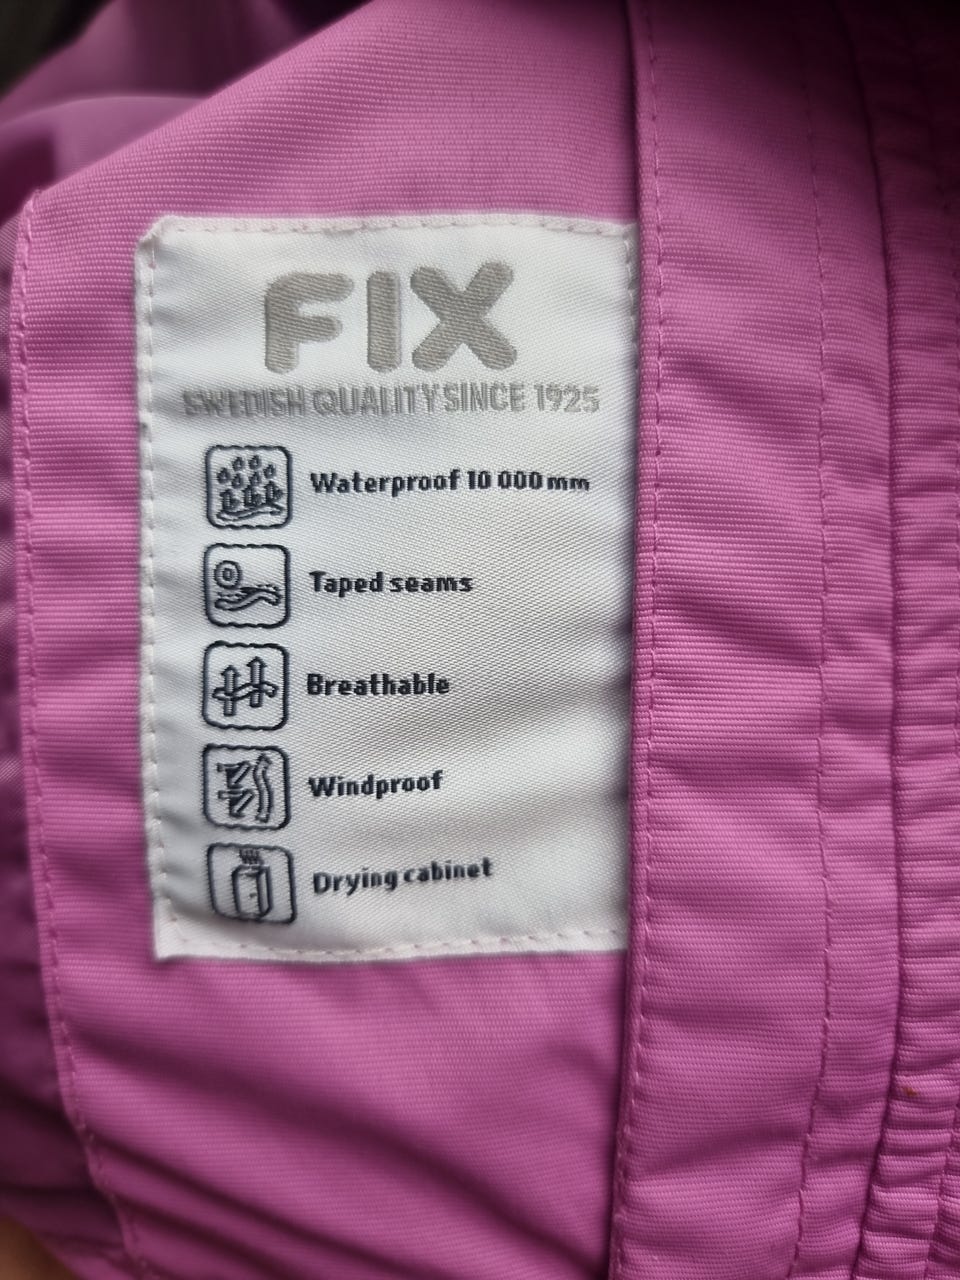 FIX
SWEDISH QUALITY SINCE 1925
Waterproof 10 000 mm
Taped seams
Breathable
Windproof
Drying cabinet